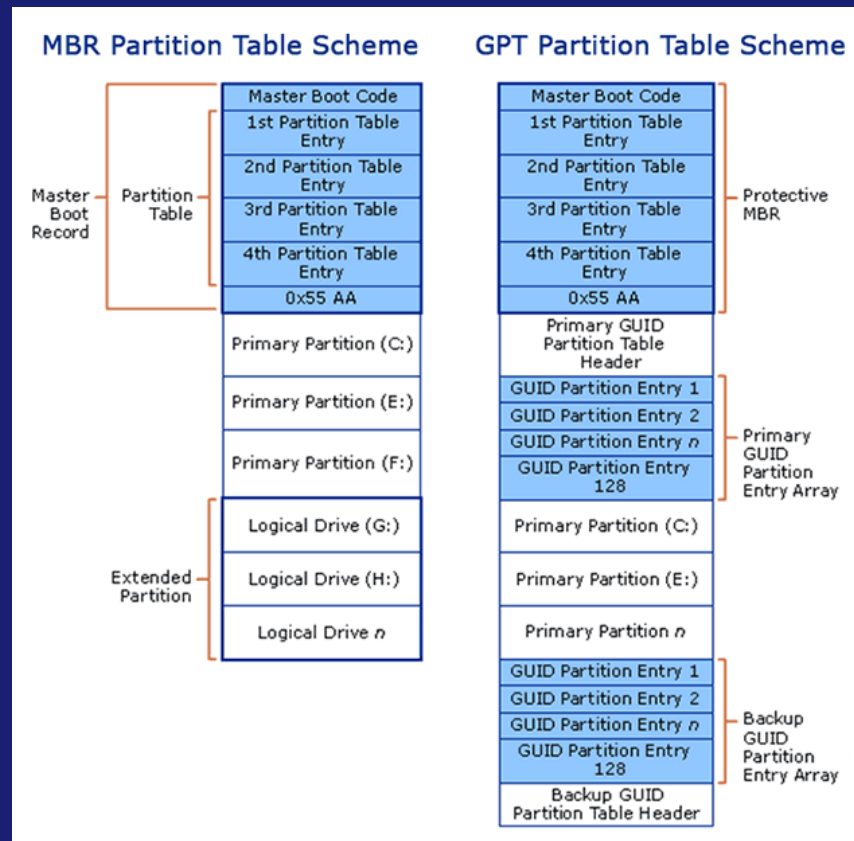 MBR Partition Table Scheme
Master Boot Code
1st Partition Table
Entry
2nd Partition Table
Entry
3rd Partition Table
Entry
4th Partition Table
Entry
0x55 AA
Master
Boot
Record
Partition
Table
Primary Partition (C:)
Primary Partition (E:)
Primary Partition (F:)
Logical Drive (G:)
Logical Drive (H:)
Logical Drive n
Extended
Partition
GPT Partition Table Scheme
Master Boot Code
1st Partition Table
Entry
2nd Partition Table
Entry
3rd Partition Table
Entry
4th Partition Table
Entry
0x55 AA
Protective
MBR
Primary GUID
Partition Table
Header
GUID Partition Entry 1
GUID Partition Entry 2
GUID Partition Entry n
GUID Partition Entry
128
Primary
GUID
Partition
Entry Array
Primary Partition (C:)
Primary Partition (E:)
Primary Partition n
GUID Partition Entry 1
GUID Partition Entry 2
GUID Partition Entry n
GUID Partition Entry
128
Backup
GUID
Partition
Entry Array
Backup GUID
Partition Table Header